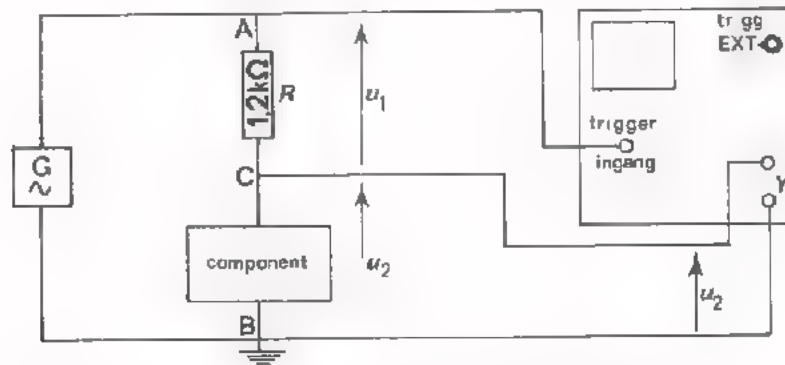 A
tr gg
EXT
R
1,2kΩ
u₁
trigger
ingang
G
~
C
Y
component
u₂
u₂
B